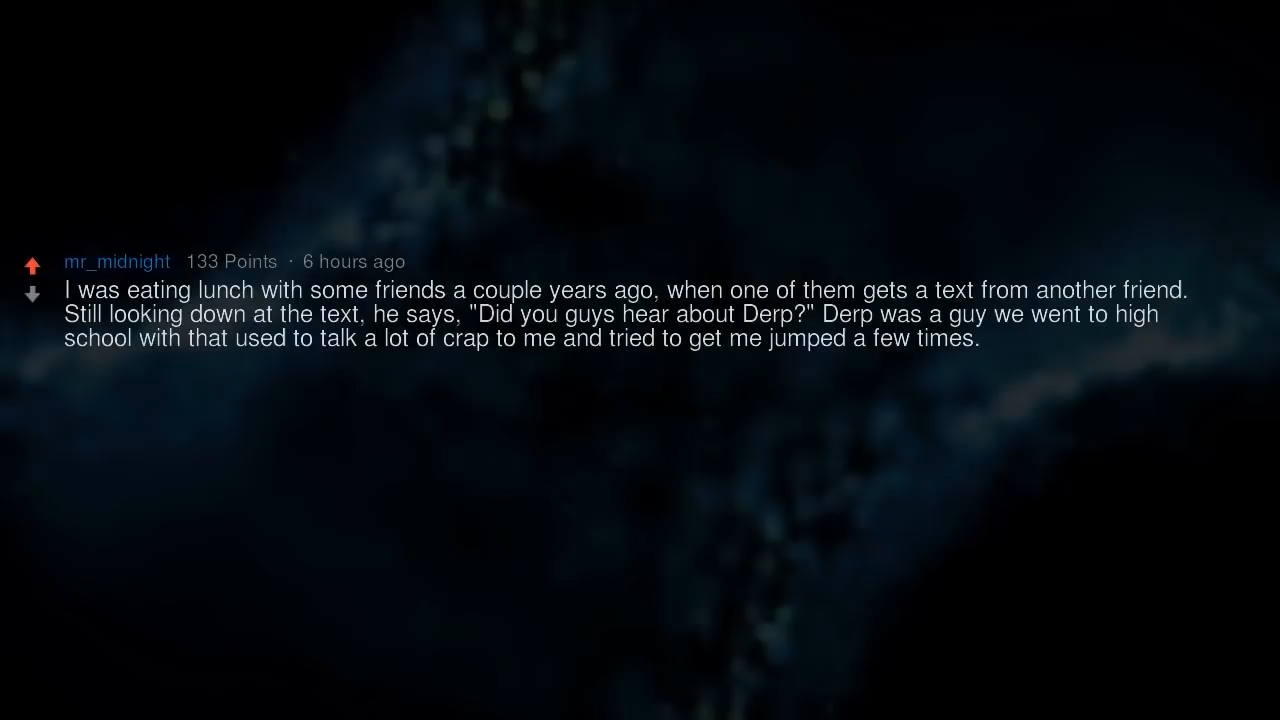 mr_midnight 133 Points · 6 hours ago
I was eating lunch with some friends a couple years ago, when one of them gets a text from another friend.
Still looking down at the text, he says, "Did you guys hear about Derp?" Derp was a guy we went to high
school with that used to talk a lot of crap to me and tried to get me jumped a few times.